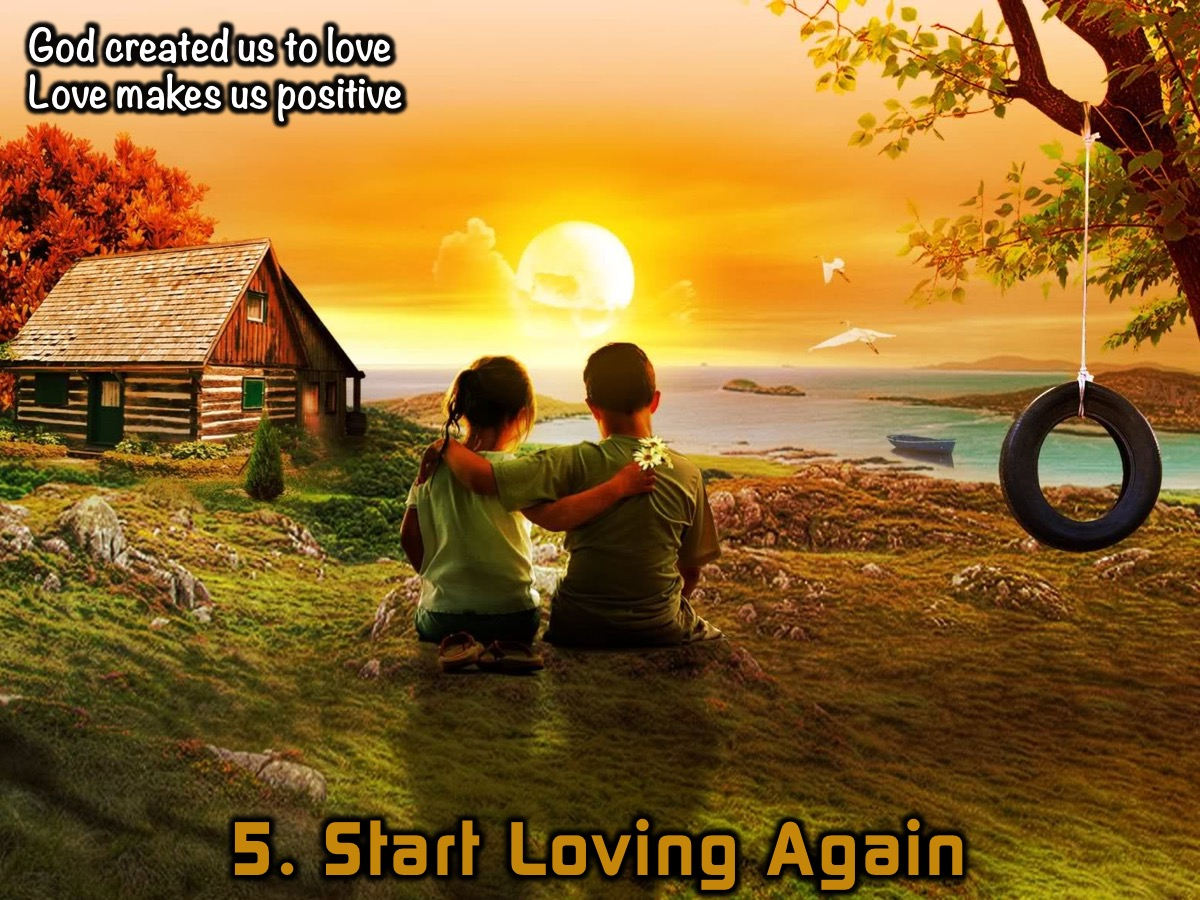 God created us to love
Love makes us positive
5. Start Loving Again